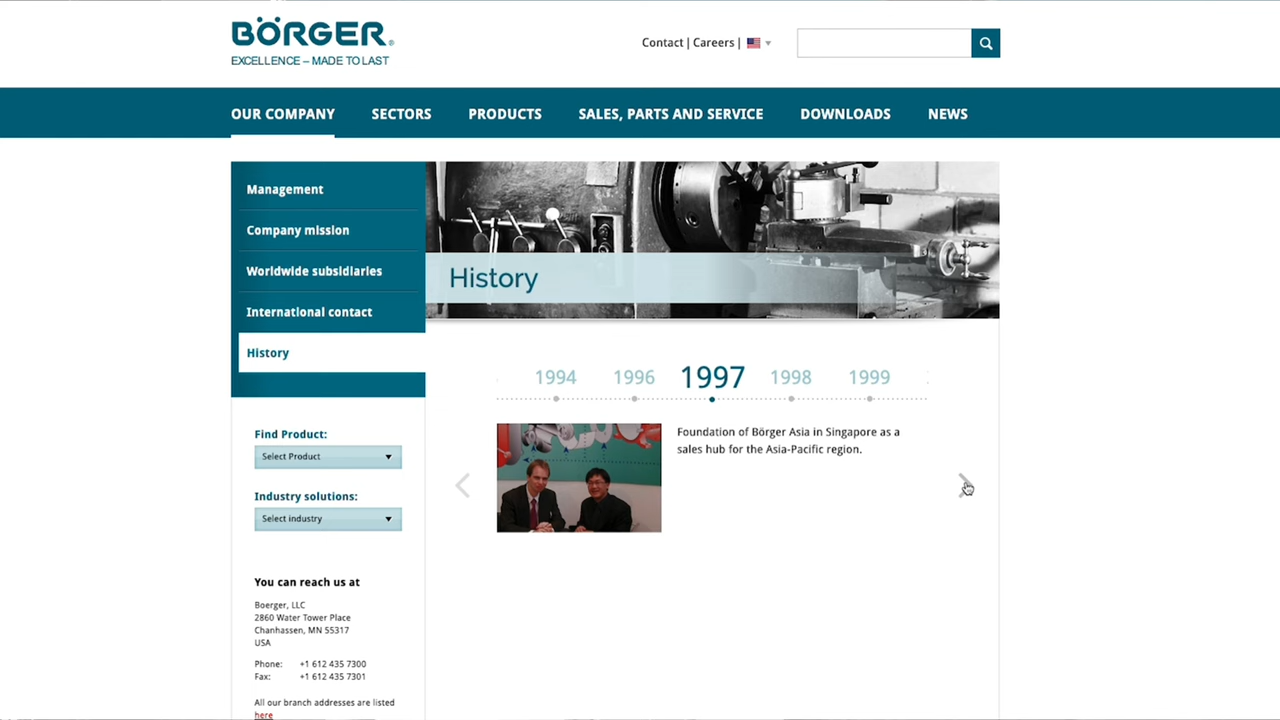 BÖRGER®
EXCELLENCE – MADE TO LAST
Contact | Careers |
OUR COMPANY SECTORS PRODUCTS SALES, PARTS AND SERVICE DOWNLOADS NEWS
Management
Company mission
Worldwide subsidiaries
International contact
History
History
1994 1996 1997 1998 1999
Foundation of Börger Asia in Singapore as a
sales hub for the Asia-Pacific region.
Find Product:
Select Product
Industry solutions:
Select industry
You can reach us at
Boerger, LLC
2860 Water Tower Place
Chanhassen, MN 55317
USA
Phone: +1 612 435 7300
Fax: +1 612 435 7301
All our branch addresses are listed
here